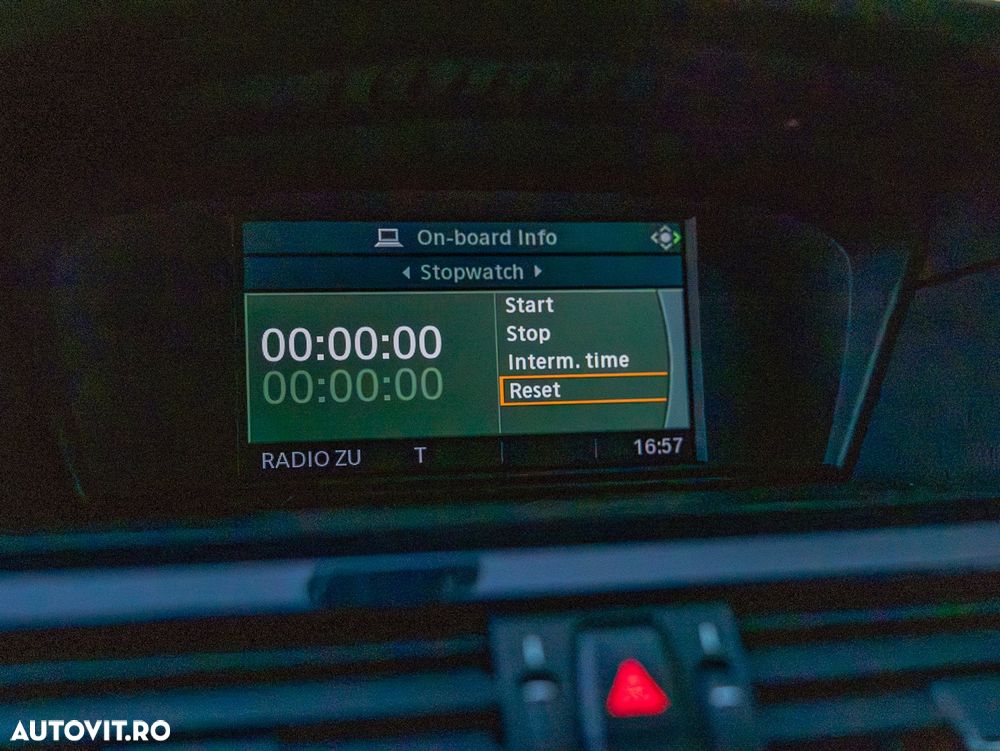 On-board Info
Stopwatch
Start
00:00:00
Stop
Interm. time
00:00:00
Reset
RADIO ZU
T
16:57
AUTOVIT.RO